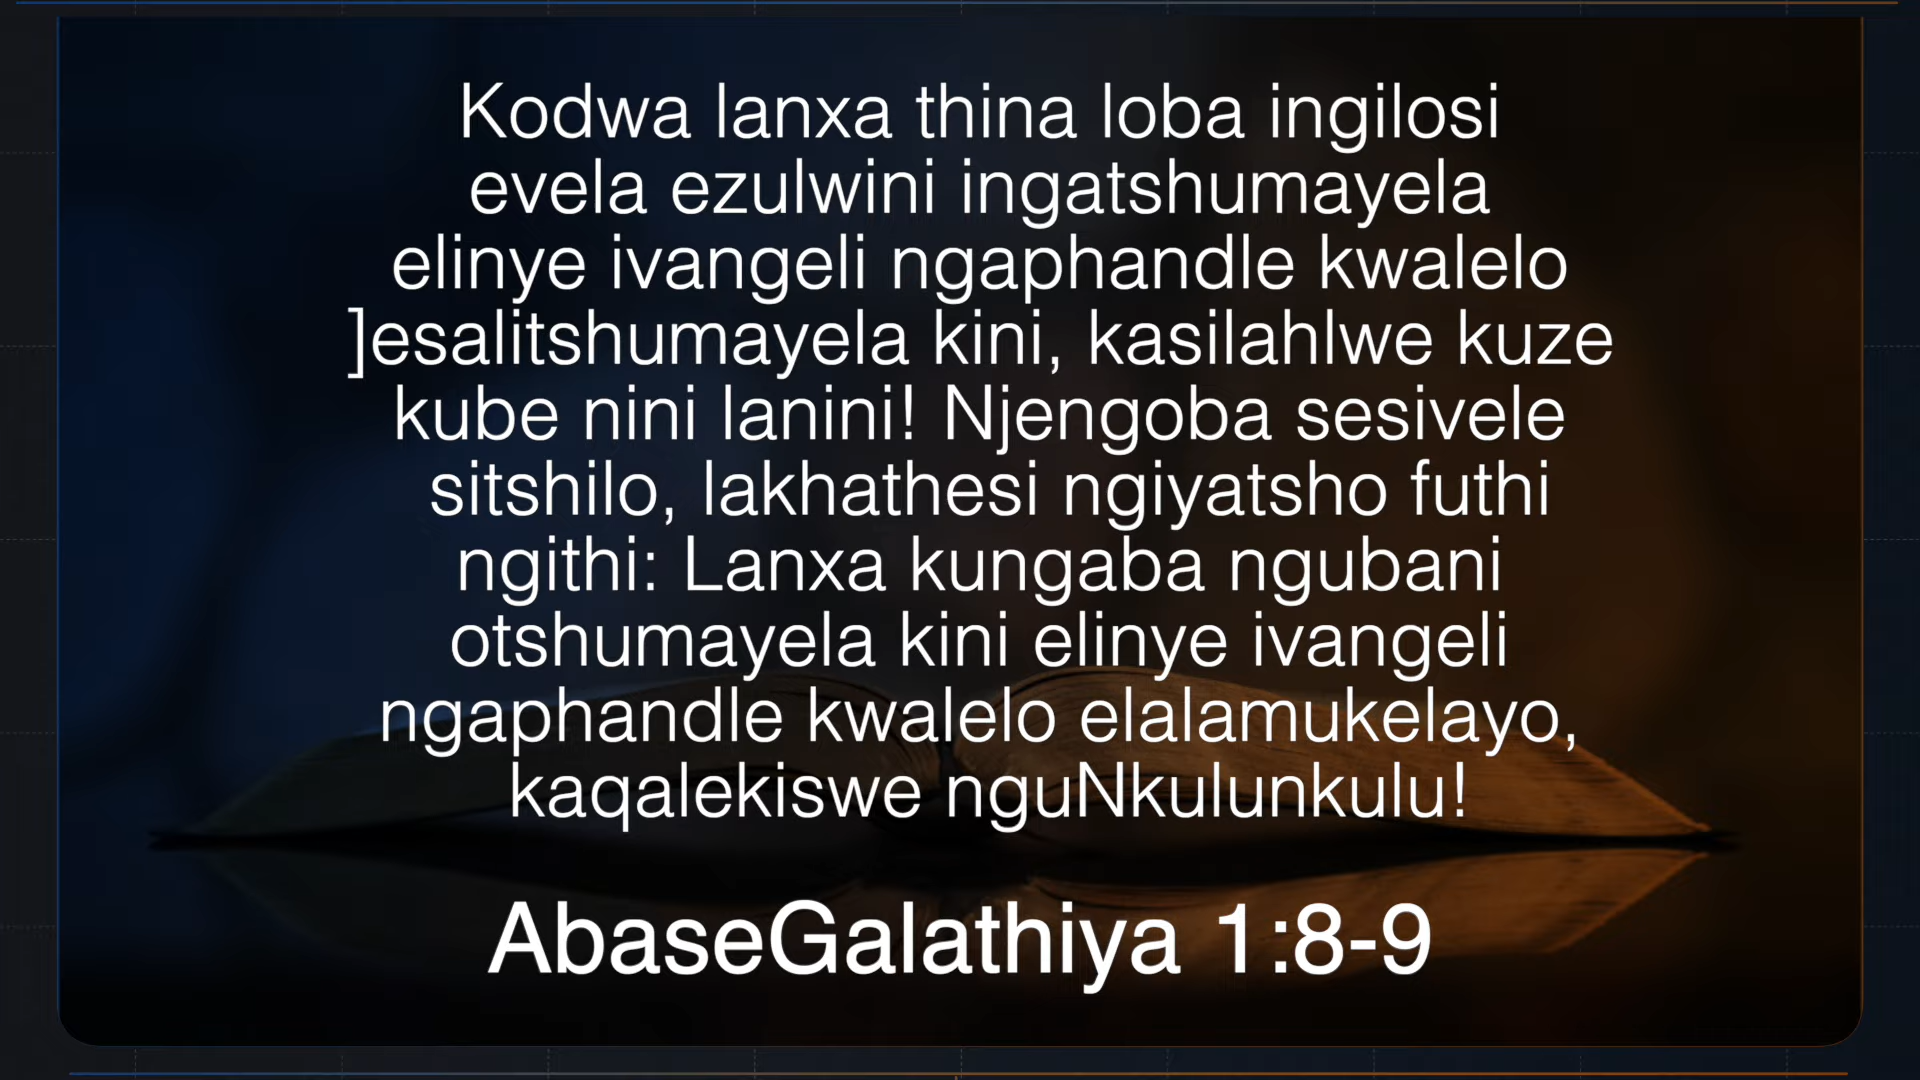 Kodwa lanxa thina loba ingilosi
evela ezulwini ingatshumayela
elinye ivangeli ngaphandle kwalelo
]esalitshumayela kini, kasilahlwe kuze
kube nini lanini! Njengoba sesivele
sitshilo, lakhathesi ngiyatsho futhi
ngithi: Lanxa kungaba ngubani
otshumayela kini elinye ivangeli
ngaphandle kwalelo elalamukelayo,
kaqalekiswe nguNkulunkulu!
AbaseGalathiya 1:8-9